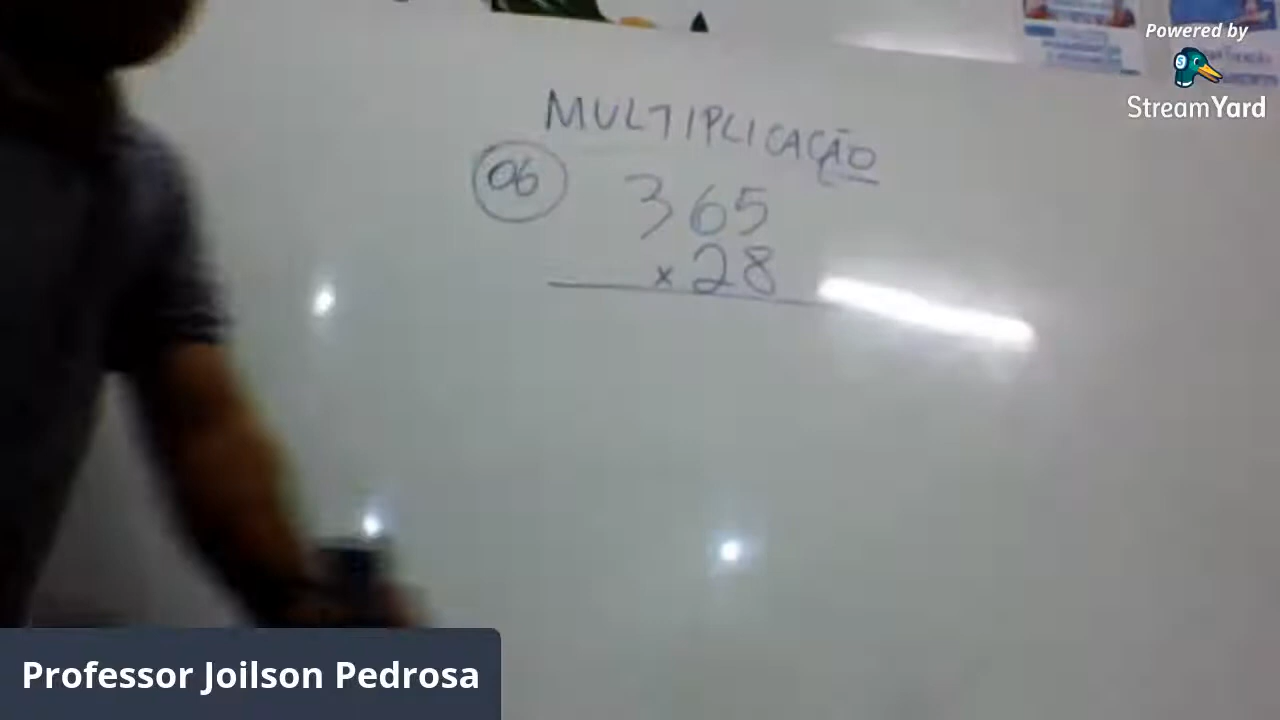 Powered by
StreamYard
MULTIPLICAÇÃO
06 365
x 28
Professor Joilson Pedrosa